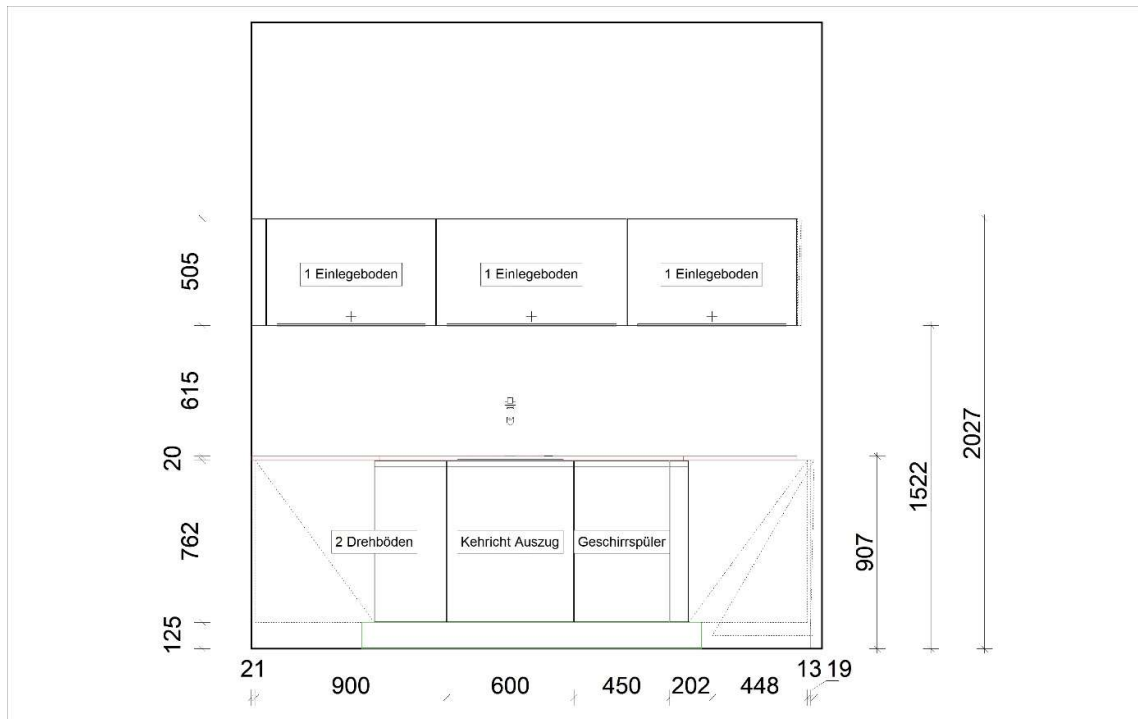 505
1 Einlegeboden
1 Einlegeboden
1 Einlegeboden
615
20
2027
1522
762
2 Drehböden
Kehricht Auszug
Geschirrspüler
907
125
21
900
600
450
202
448
13
19